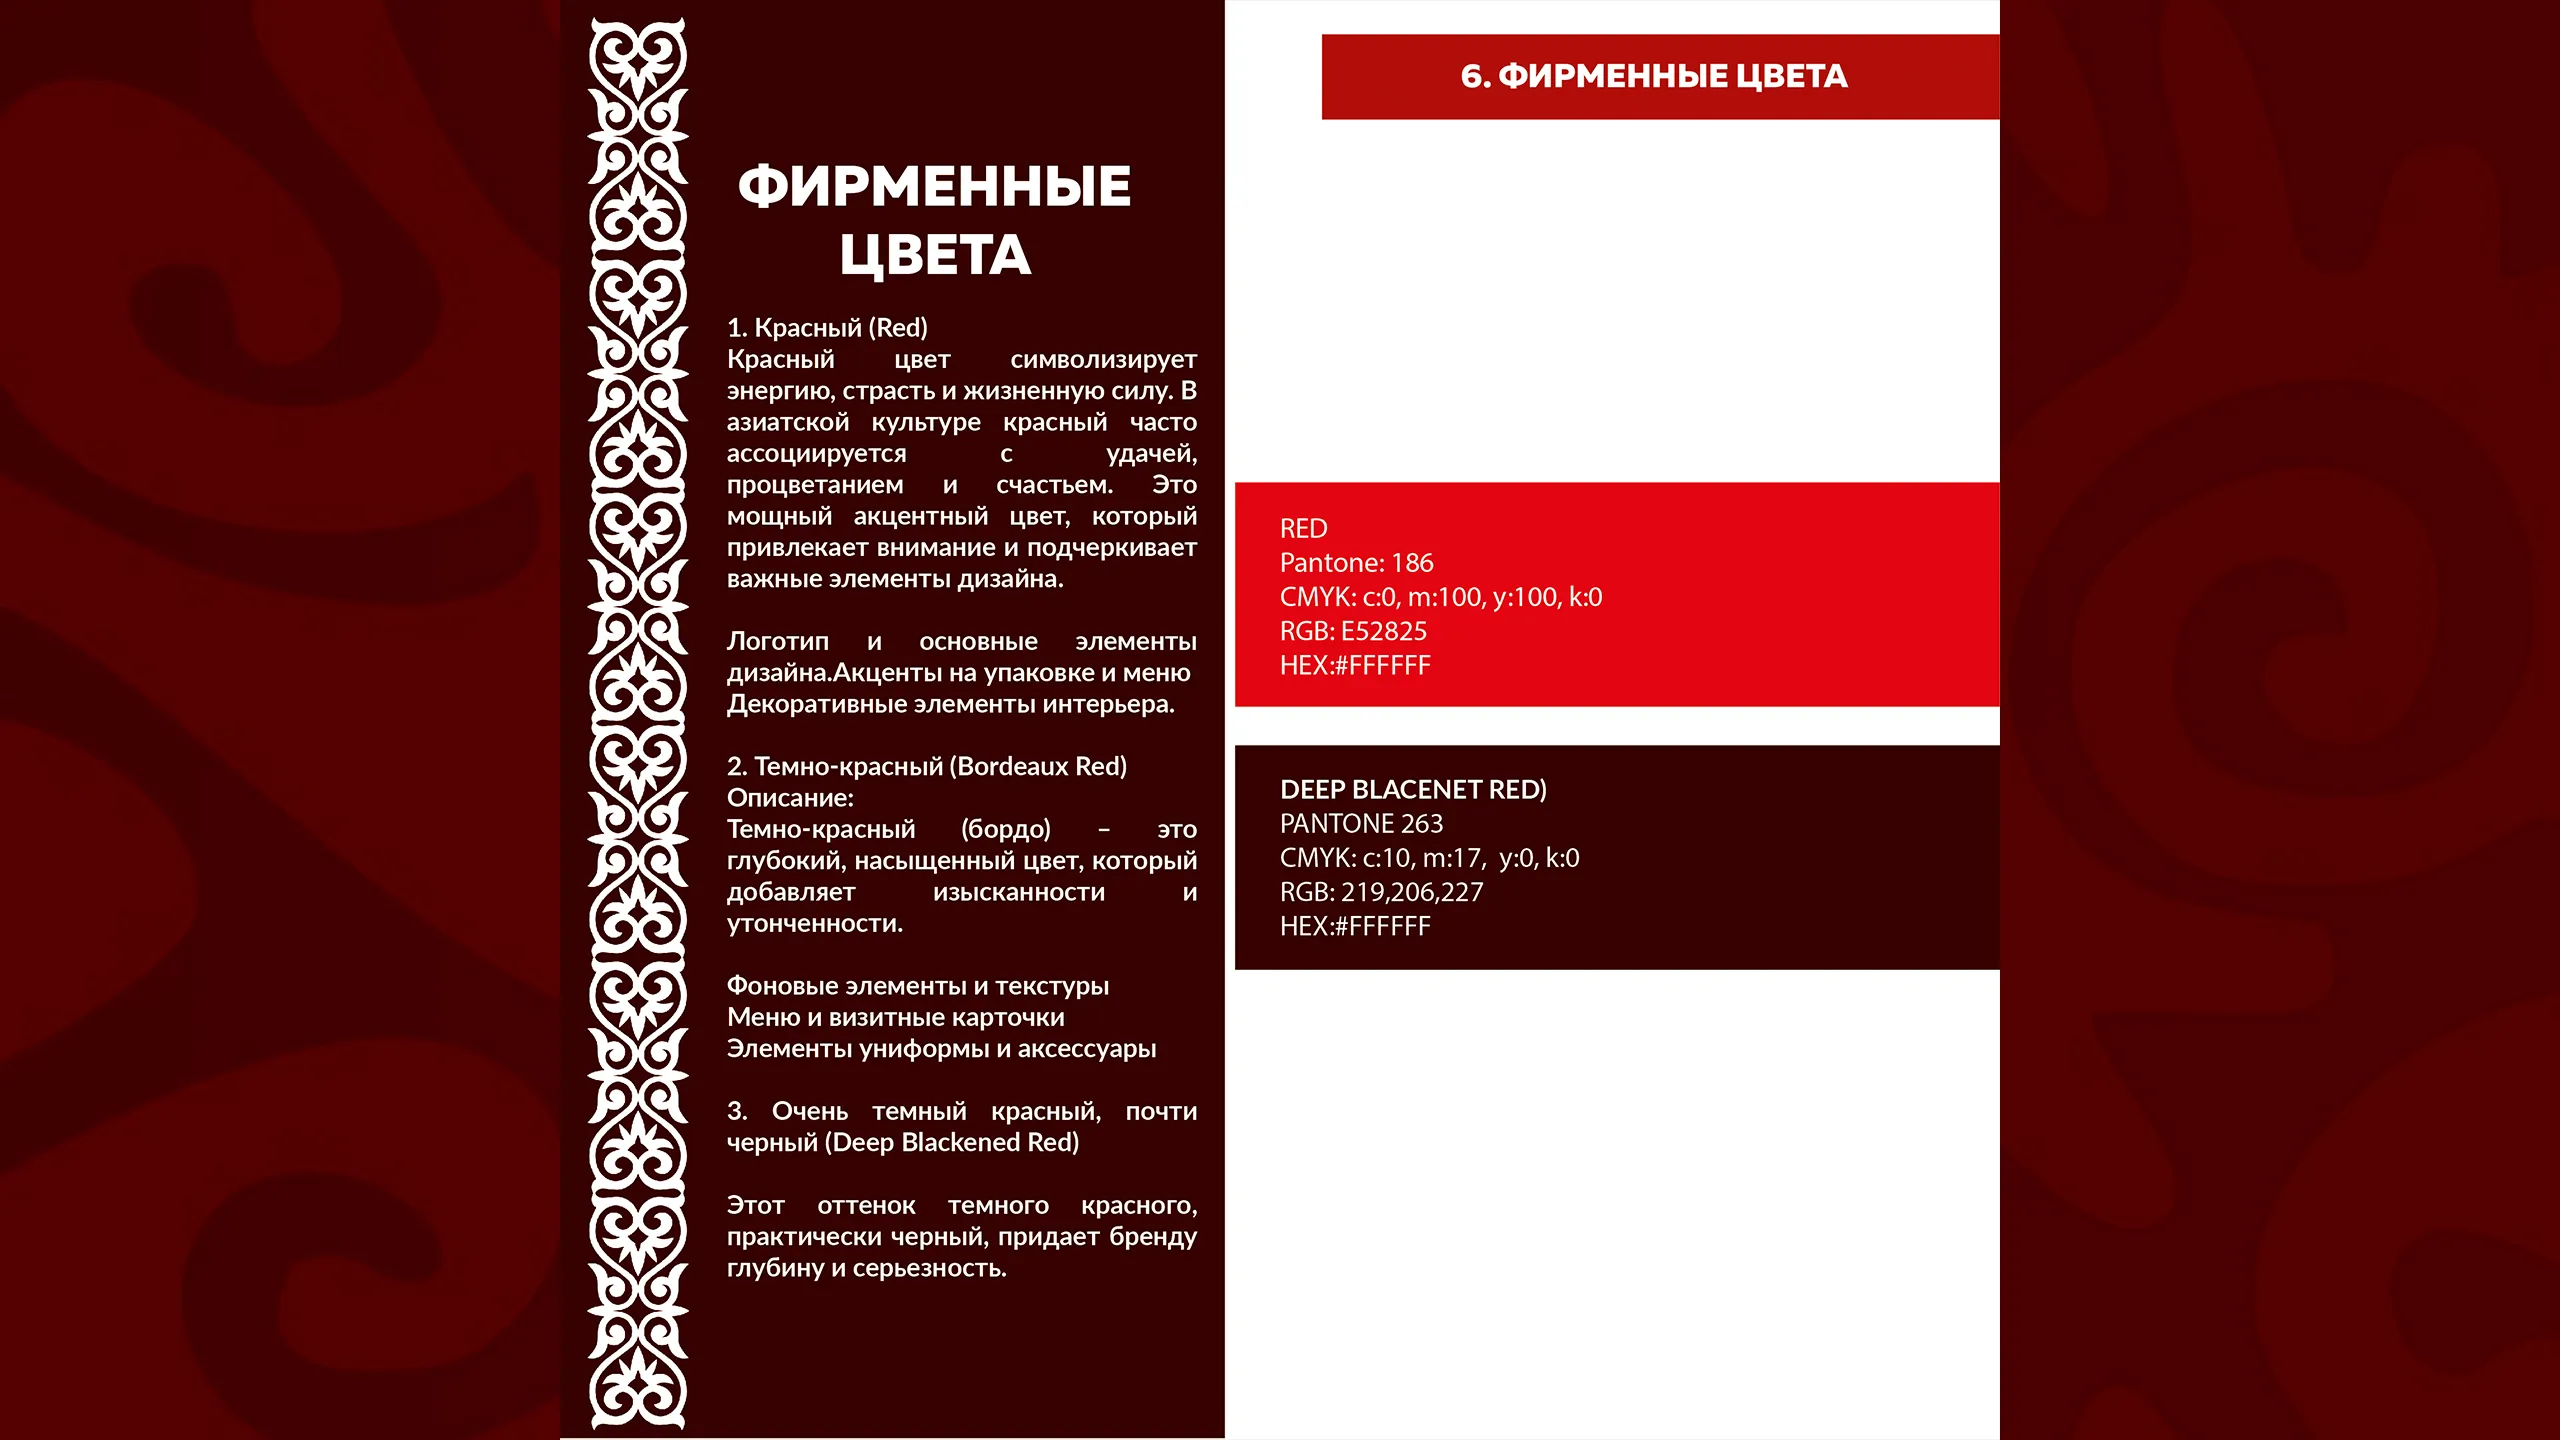 ФИРМЕННЫЕ
ЦВЕТА
1. Красный (Red)
Красный цвет символизирует
энергию, страсть и жизненную силу. В
азиатской культуре красный часто
ассоциируется с удачей,
процветанием и счастьем. Это
мощный акцентный цвет, который
привлекает внимание и подчеркивает
важные элементы дизайна.
Логотип и основные элементы
дизайна.Акценты на упаковке и меню
Декоративные элементы интерьера.
2. Темно-красный (Bordeaux Red)
Описание:
Темно-красный (бордо) – это
глубокий, насыщенный цвет, который
добавляет изысканности и
утонченности.
Фоновые элементы и текстуры
Меню и визитные карточки
Элементы униформы и аксессуары
3. Очень темный красный, почти
черный (Deep Blackened Red)
Этот оттенок темного красного,
практически черный, придает бренду
глубину и серьезность.
6. ФИРМЕННЫЕ ЦВЕТА
RED
Pantone: 186
CMYK: c:0, m:100, y:100, k:0
RGB: E52825
HEX:#FFFFFF
DEEP BLACENET RED)
PANTONE 263
CMYK: c:10, m:17, y:0, k:0
RGB: 219,206,227
HEX:#FFFFFF